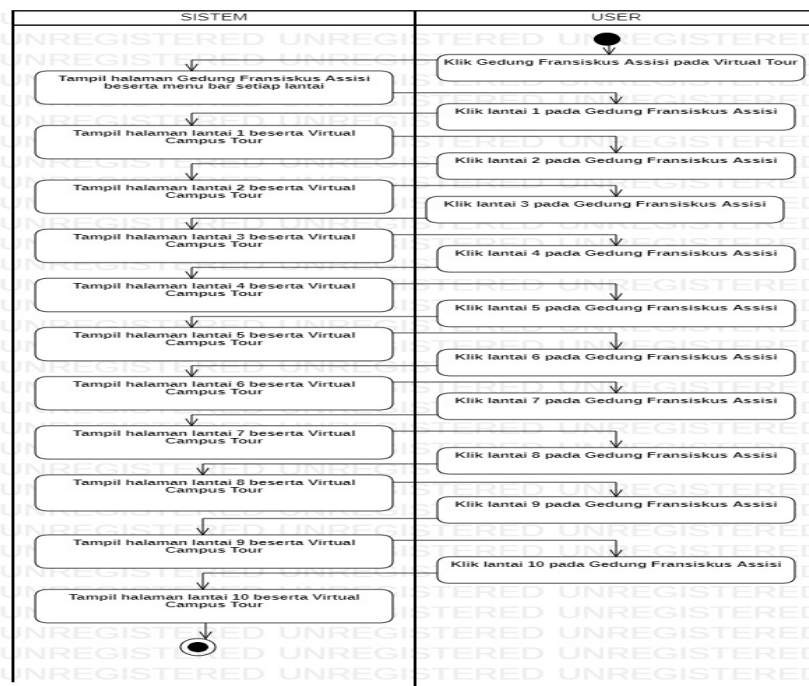 SISTEM
USER
Klik Gedung Fransiskus Assisi pada Virtual Tour
Tampil halaman Gedung Fransiskus Assisi
beserta menu bar setiap lantai
Klik lantai 1 pada Gedung Fransiskus Assisi
Tampil halaman lantai 1 beserta Virtual
Campus Tour
Klik lantai 2 pada Gedung Fransiskus Assisi
Tampil halaman lantai 2 beserta Virtual
Campus Tour
Klik lantai 3 pada Gedung Fransiskus Assisi
Tampil halaman lantai 3 beserta Virtual
Campus Tour
Klik lantai 4 pada Gedung Fransiskus Assisi
Tampil halaman lantai 4 beserta Virtual
Campus Tour
Klik lantai 5 pada Gedung Fransiskus Assisi
Tampil halaman lantai 5 beserta Virtual
Campus Tour
Klik lantai 6 pada Gedung Fransiskus Assisi
Tampil halaman lantai 6 beserta Virtual
Campus Tour
Klik lantai 7 pada Gedung Fransiskus Assisi
Tampil halaman lantai 7 beserta Virtual
Campus Tour
Klik lantai 8 pada Gedung Fransiskus Assisi
Tampil halaman lantai 8 beserta Virtual
Campus Tour
Klik lantai 9 pada Gedung Fransiskus Assisi
Tampil halaman lantai 9 beserta Virtual
Campus Tour
Klik lantai 10 pada Gedung Fransiskus Assisi
Tampil halaman lantai 10 beserta Virtual
Campus Tour
UNREGISTERED UNREGISTERED